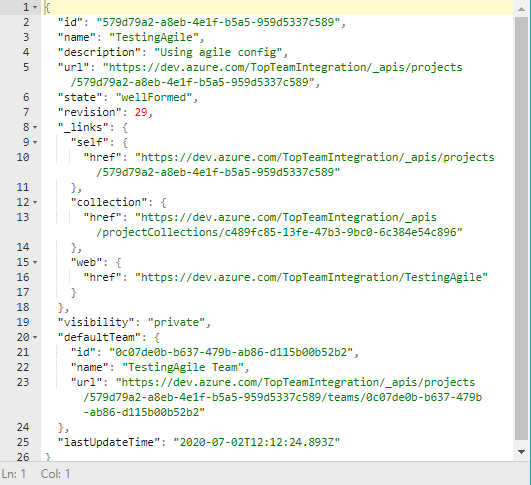 1 {
2 "id": "579d79a2-a8eb-4e1f-b5a5-959d5337c589",
3 "name": "TestingAgile",
4 "description": "Using agile config",
5 "url": "https://dev.azure.com/TopTeamIntegration/_apis/projects
/579d79a2-a8eb-4e1f-b5a5-959d5337c589",
6 "state": "wellFormed",
7 "revision": 29,
8 "_links": {
9 "self": {
10 "href": "https://dev.azure.com/TopTeamIntegration/_apis/projects
/579d79a2-a8eb-4e1f-b5a5-959d5337c589"
11 },
12 "collection": {
13 "href": "https://dev.azure.com/TopTeamIntegration/_apis
/projectCollections/c489fc85-13fe-47b3-9bc0-6c384e54c896"
14 },
15 "web": {
16 "href": "https://dev.azure.com/TopTeamIntegration/TestingAgile"
17 }
18 },
19 "visibility": "private",
20 "defaultTeam": {
21 "id": "0c07de0b-b637-479b-ab86-d115b00b52b2",
22 "name": "TestingAgile Team",
23 "url": "https://dev.azure.com/TopTeamIntegration/_apis/projects
/579d79a2-a8eb-4e1f-b5a5-959d5337c589/teams/0c07de0b-b637-479b
-ab86-d115b00b52b2"
24 },
25 "lastUpdateTime": "2020-07-02T12:12:24.893Z"
26 }
Ln: 1 Col: 1